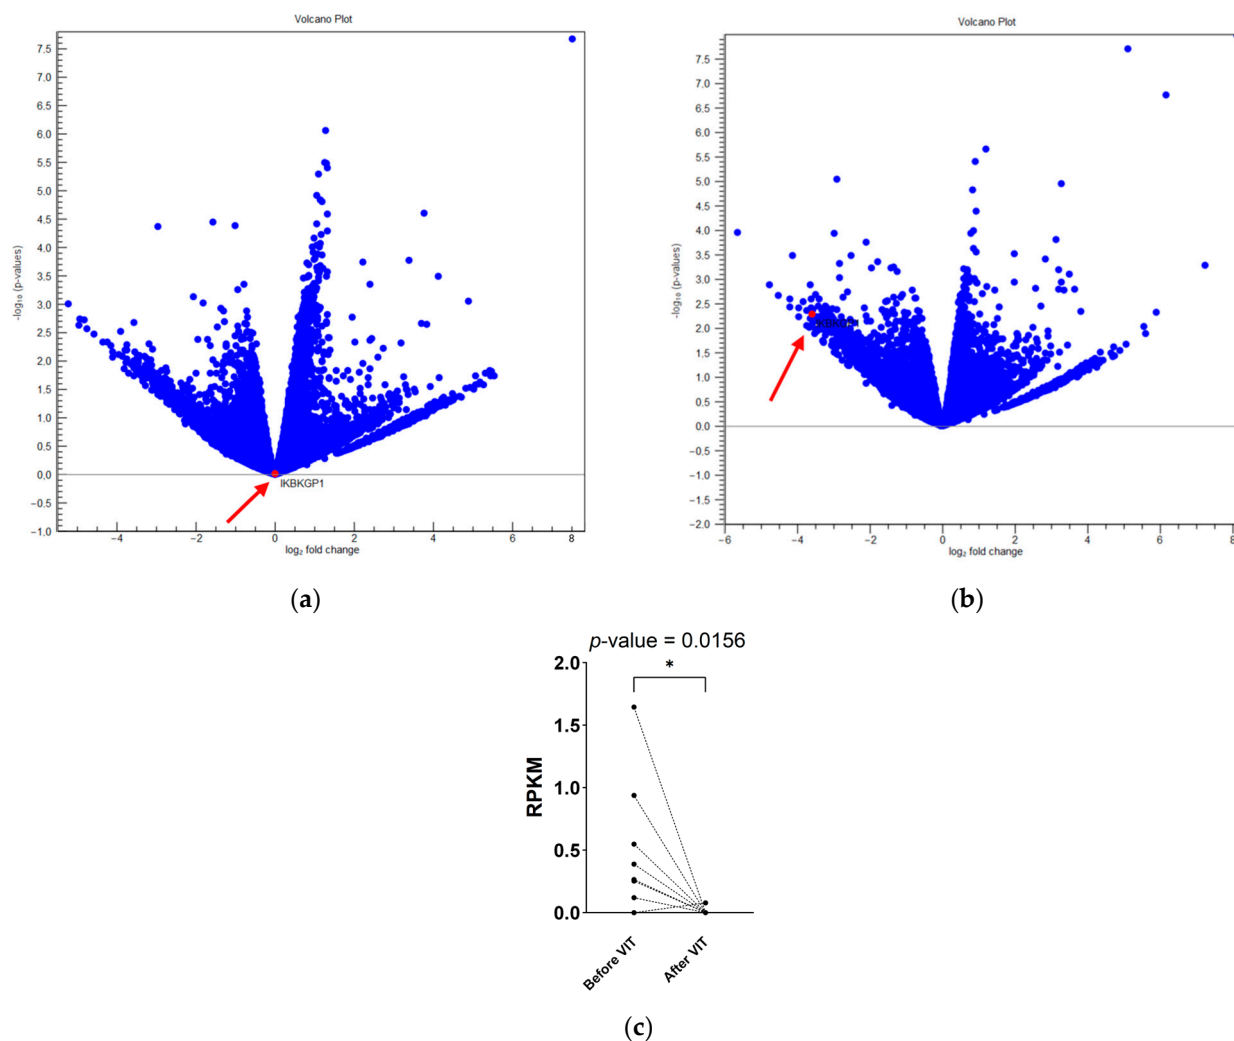 Volcano Plot
7.5
7.0
6.5
6.0
5.5
5.0
4.5
4.0
3.5
3.0
2.5
2.0
1.5
1.0
0.5
0.0
−0.5
−1.0
-log₁₀ (p-values)
IKBKGP1
−4 −2 0 2 4 6 8
log₂ fold change
(a)
Volcano Plot
7.5
7.0
6.5
6.0
5.5
5.0
4.5
4.0
3.5
3.0
2.5
2.0
1.5
1.0
0.5
0.0
−0.5
−1.0
−1.5
−2.0
-log₁₀ (p-values)
−6 −4 −2 0 2 4 6 8
log₂ fold change
(b)
p-value = 0.0156
*
2.0
1.5
1.0
0.5
0.0
RPKM
Before VIT
After VIT
(c)